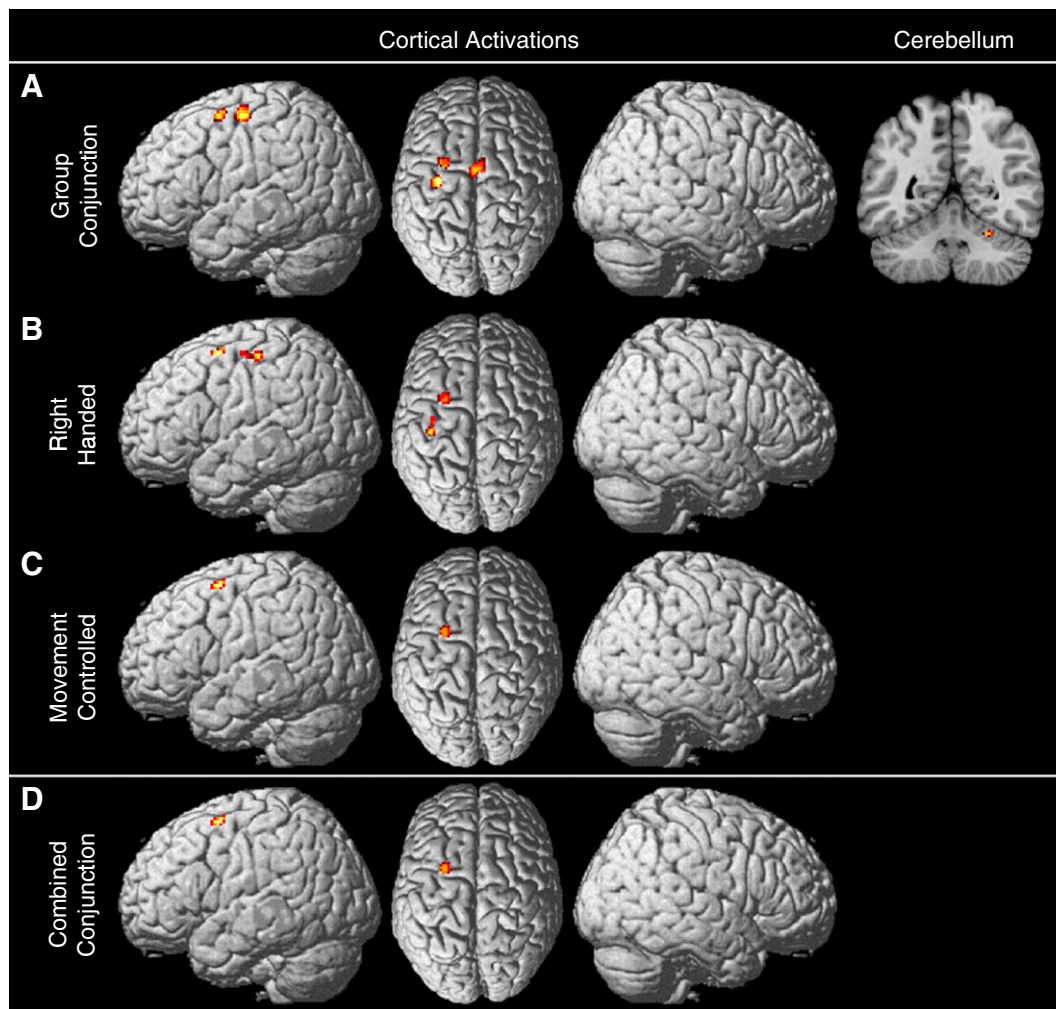 Cortical Activations
Cerebellum
A
Group
Conjunction
B
Right
Handed
C
Movement
Controlled
D
Combined
Conjunction